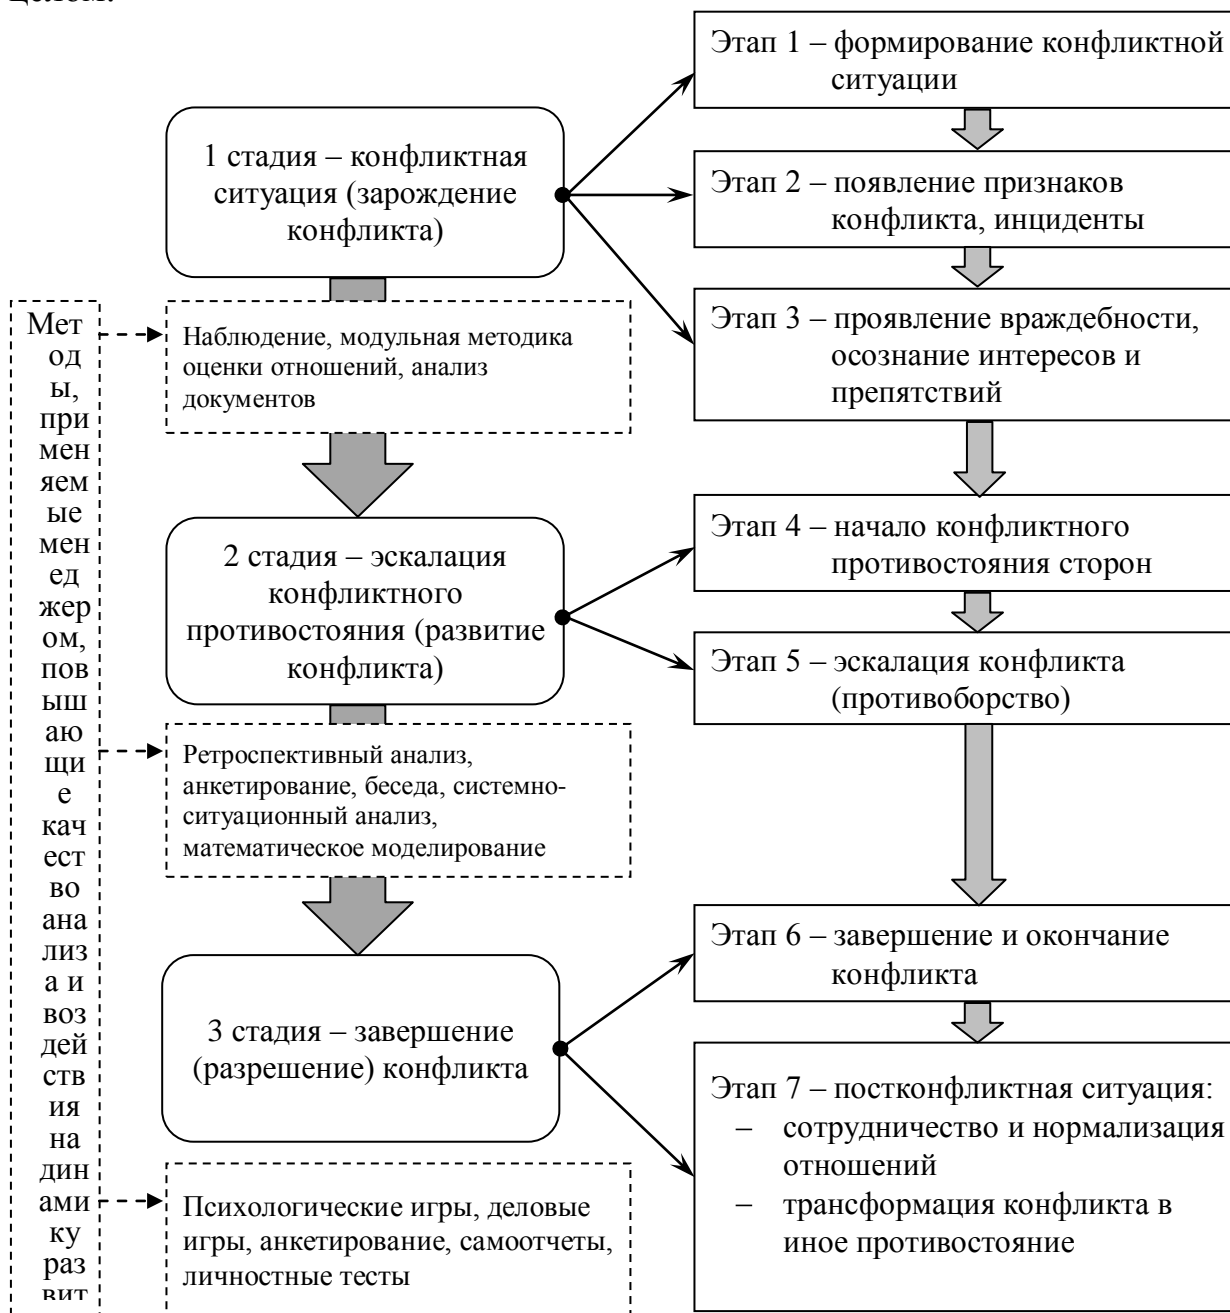 целом.
Этап 1 – формирование конфликтной
ситуации
1 стадия – конфликтная
ситуация (зарождение
конфликта)
Этап 2 – появление признаков
конфликта, инциденты
Этап 3 – проявление враждебности,
осознание интересов и
препятствий
Мет
од
ы,
при
мен
яем
ые
мен
ед
жер
ом,
пов
ыш
аю
щи
е
кач
ест
во
ана
лиз
а и
воз
дей
ств
ия
на
дин
ами
ку
раз
вит
Наблюдение, модульная методика
оценки отношений, анализ
документов
2 стадия – эскалация
конфликтного
противостояния (развитие
конфликта)
Этап 4 – начало конфликтного
противостояния сторон
Этап 5 – эскалация конфликта
(противоборство)
Ретроспективный анализ,
анкетирование, беседа, системно-
ситуационный анализ,
математическое моделирование
3 стадия – завершение
(разрешение) конфликта
Этап 6 – завершение и окончание
конфликта
Этап 7 – постконфликтная ситуация:
– сотрудничество и нормализация
отношений
– трансформация конфликта в
иное противостояние
Психологические игры, деловые
игры, анкетирование, самоотчеты,
личностные тесты